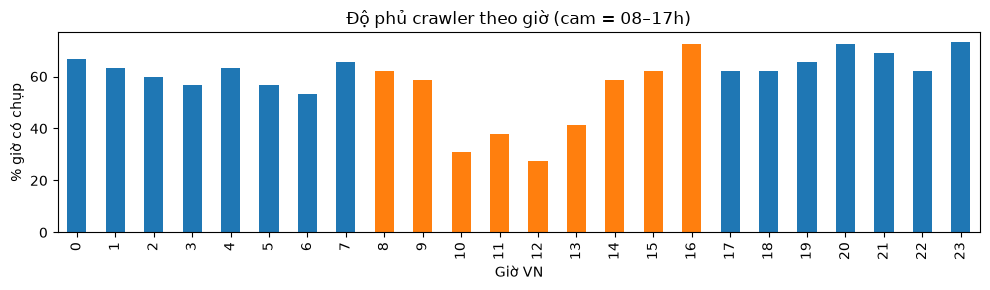 Độ phủ crawler theo giờ (cam = 08–17h)
% giờ có chụp
60
40
20
0
0 1 2 3 4 5 6 7 8 9 10 11 12 13 14 15 16 17 18 19 20 21 22 23
Giờ VN